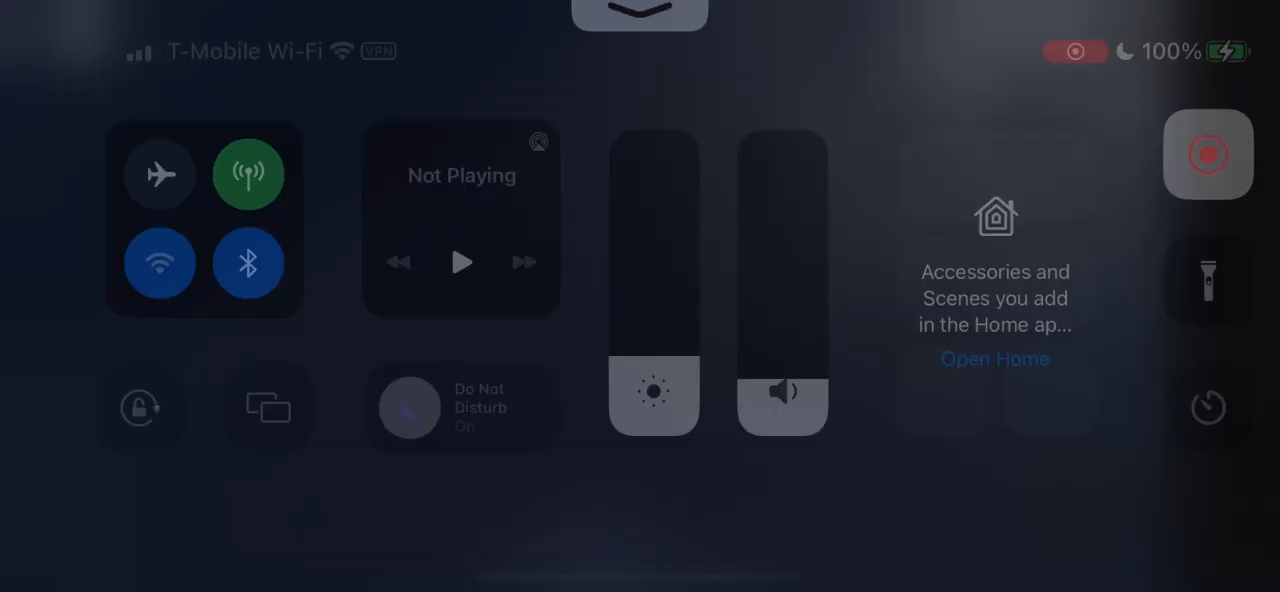 T-Mobile Wi-Fi VPN
100%
Not Playing
Accessories and
Scenes you add
in the Home ap...
Open Home
Do Not
Disturb
On